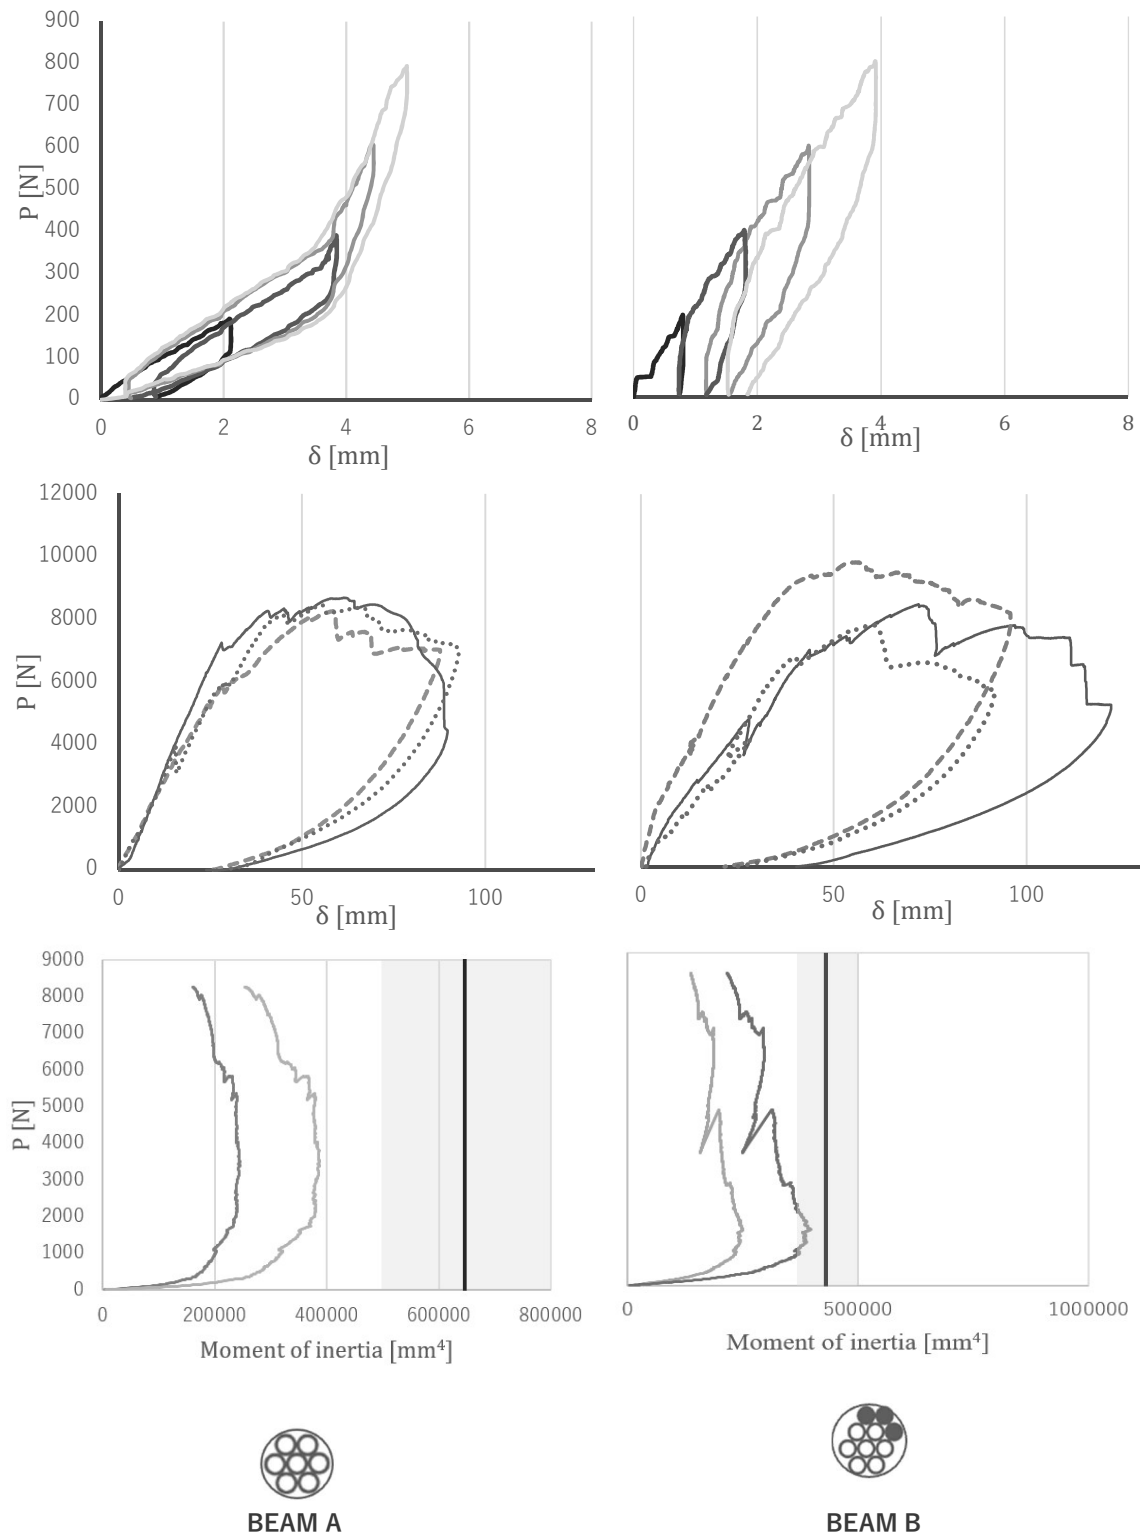 900
800
700
600
500
400
300
200
100
0
P [N]
0 2 4 6 8
δ [mm]
0 2 4 6 8
δ [mm]
12000
10000
8000
6000
4000
2000
0
P [N]
0 50 100
δ [mm]
0 50 100
δ [mm]
9000
8000
7000
6000
5000
4000
3000
2000
1000
0
P [N]
0 200000 400000 600000 800000
Moment of inertia [mm⁴]
0 500000 1000000
Moment of inertia [mm⁴]
BEAM A
BEAM B